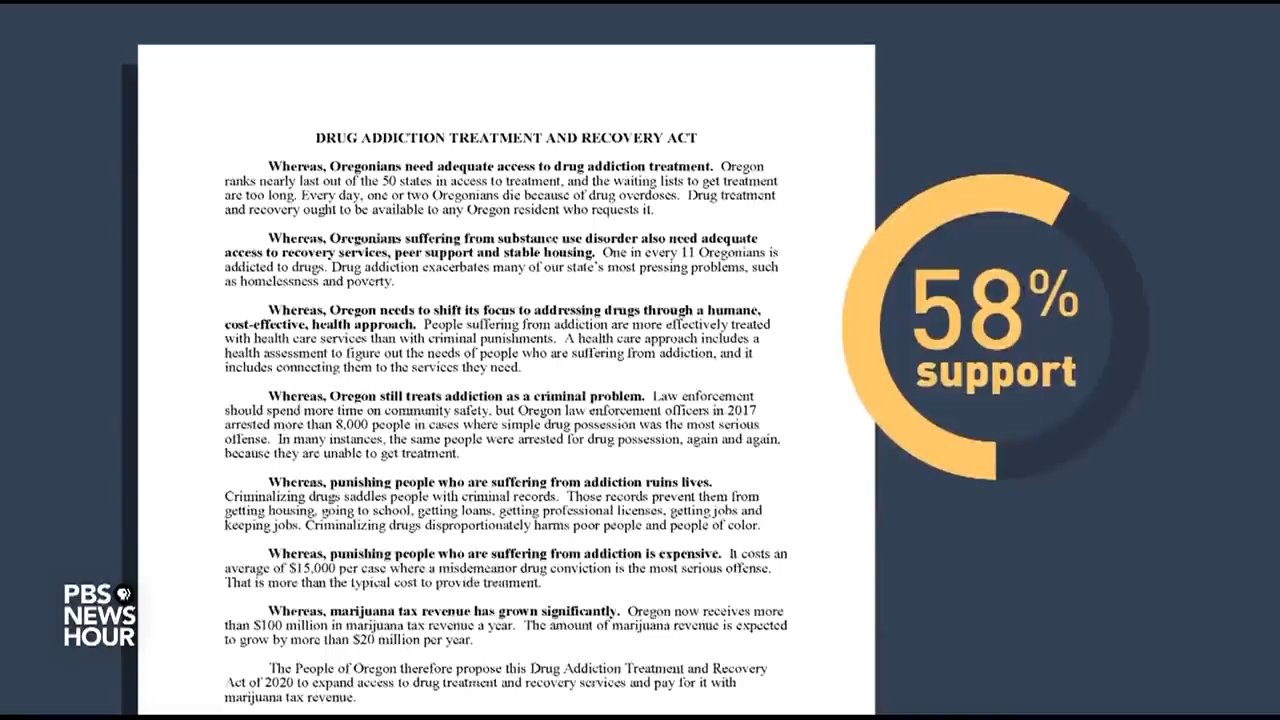 DRUG ADDICTION TREATMENT AND RECOVERY ACT
Whereas, Oregonians need adequate access to drug addiction treatment. Oregon
ranks nearly last out of the 50 states in access to treatment, and the waiting lists to get treatment
are too long. Every day, one or two Oregonians die because of drug overdoses. Drug treatment
and recovery ought to be available to any Oregon resident who requests it.
Whereas, Oregonians suffering from substance use disorder also need adequate
access to recovery services, peer support and stable housing. One in every 11 Oregonians is
addicted to drugs. Drug addiction exacerbates many of our state's most pressing problems, such
as homelessness and poverty.
Whereas, Oregon needs to shift its focus to addressing drugs through a humane,
cost-effective, health approach. People suffering from addiction are more effectively treated
with health care services than with criminal punishments. A health care approach includes a
health assessment to figure out the needs of people who are suffering from addiction, and it
includes connecting them to the services they need.
Whereas, Oregon still treats addiction as a criminal problem. Law enforcement
should spend more time on community safety, but Oregon law enforcement officers in 2017
arrested more than 8,000 people in cases where simple drug possession was the most serious
offense. In many instances, the same people were arrested for drug possession, again and again,
because they are unable to get treatment.
Whereas, punishing people who are suffering from addiction ruins lives.
Criminalizing drugs saddles people with criminal records. Those records prevent them from
getting housing, going to school, getting loans, getting professional licenses, getting jobs and
keeping jobs. Criminalizing drugs disproportionately harms poor people and people of color.
Whereas, punishing people who are suffering from addiction is expensive. It costs an
average of $15,000 per case where a misdemeanor drug conviction is the most serious offense.
That is more than the typical cost to provide treatment.
Whereas, marijuana tax revenue has grown significantly. Oregon now receives more
than $100 million in marijuana tax revenue a year. The amount of marijuana revenue is expected
to grow by more than $20 million per year.
The People of Oregon therefore propose this Drug Addiction Treatment and Recovery
Act of 2020 to expand access to drug treatment and recovery services and pay for it with
marijuana tax revenue.
58%
support
PBS
NEWS
HOUR